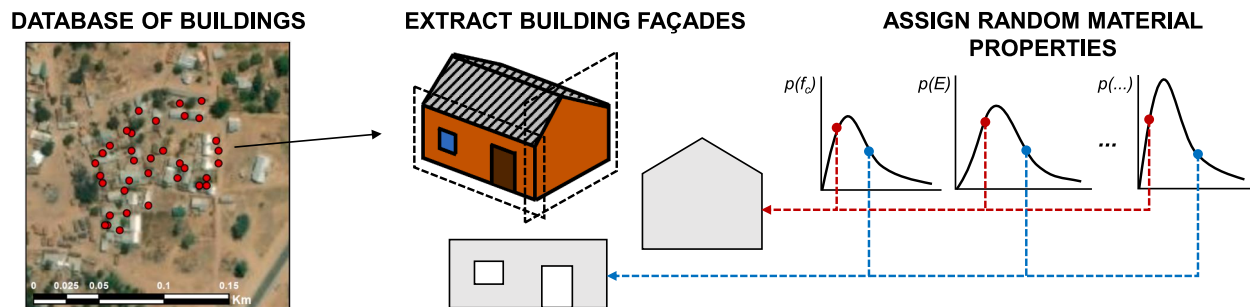 DATABASE OF BUILDINGS
EXTRACT BUILDING FAÇADES
ASSIGN RANDOM MATERIAL
PROPERTIES
p(f_c)
p(E)
p(...)
...
0 0.025 0.05 0.1 0.15
Km